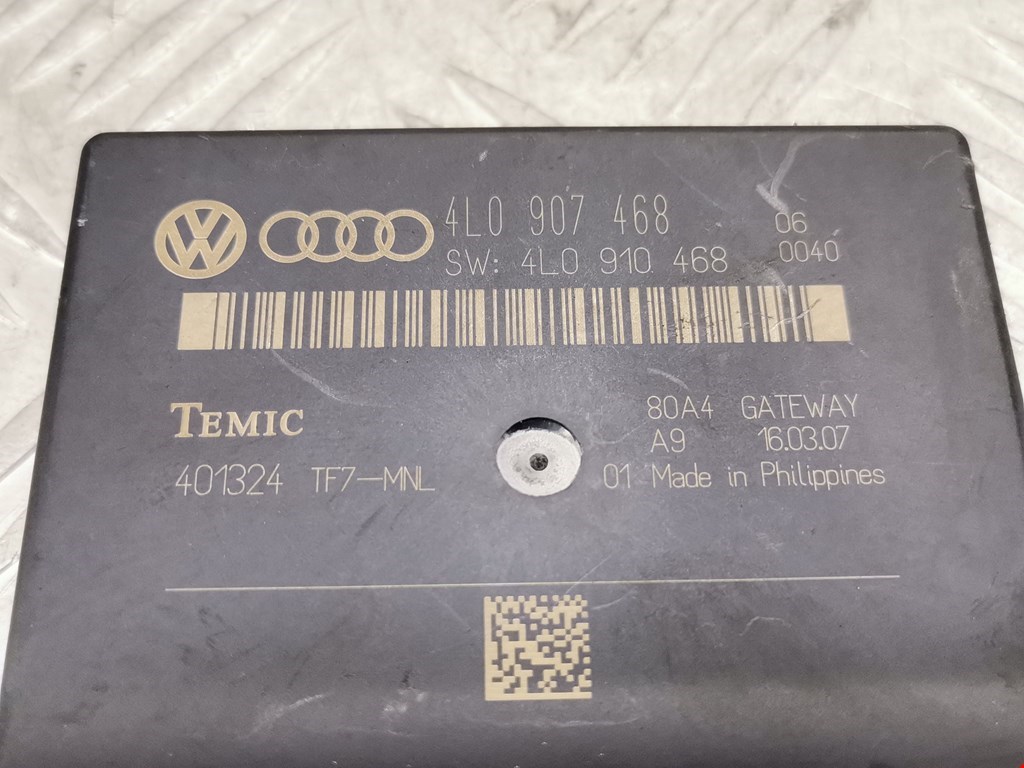 4L0 907 468 06
SW: 4L0 910 468 0040
TEMIC 80A4 GATEWAY
A9 16.03.07
401324 TF7-MNL 01 Made in Philippines